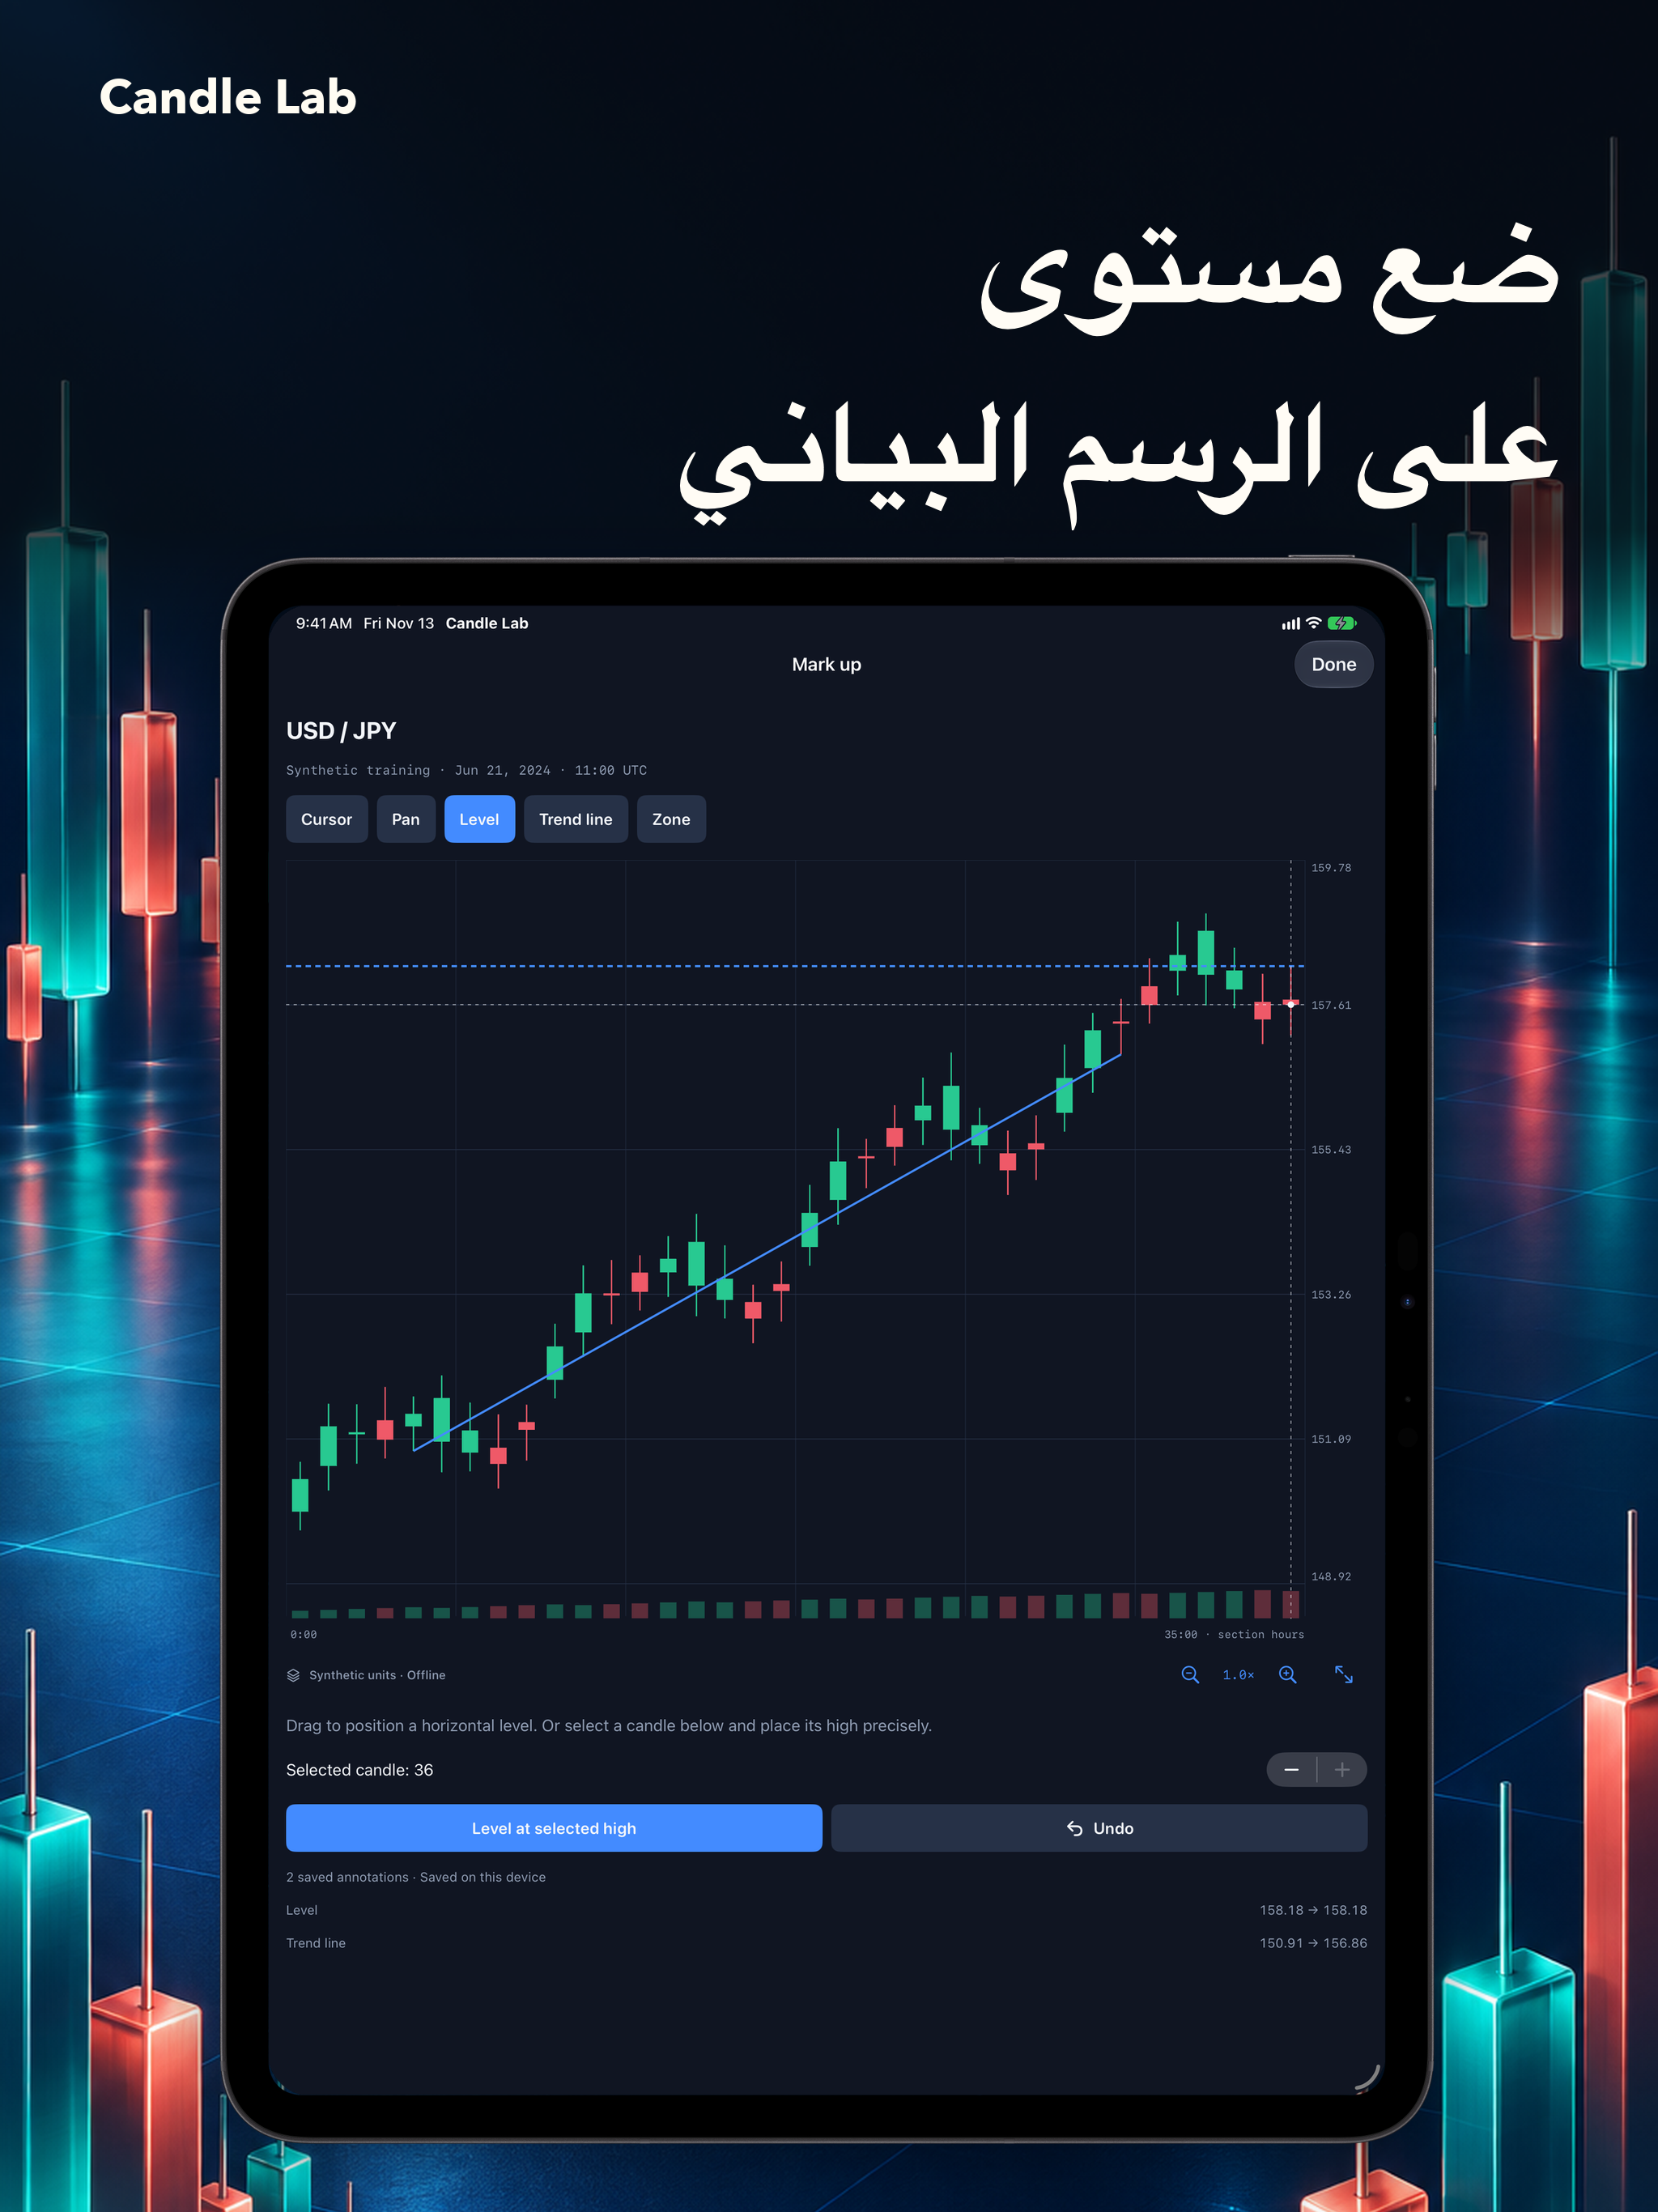 Candle Lab
ضع مستوى
على الرسم البياني
9:41 AM Fri Nov 13 Candle Lab
Mark up
Done
USD / JPY
Synthetic training · Jun 21, 2024 · 11:00 UTC
Cursor Pan Level Trend line Zone
159.78
157.61
155.43
153.26
151.09
148.92
0:00 35:00 · section hours
Synthetic units · Offline 1.0×
Drag to position a horizontal level. Or select a candle below and place its high precisely.
Selected candle: 36
Level at selected high Undo
2 saved annotations · Saved on this device
Level 158.18 → 158.18
Trend line 150.91 → 156.86